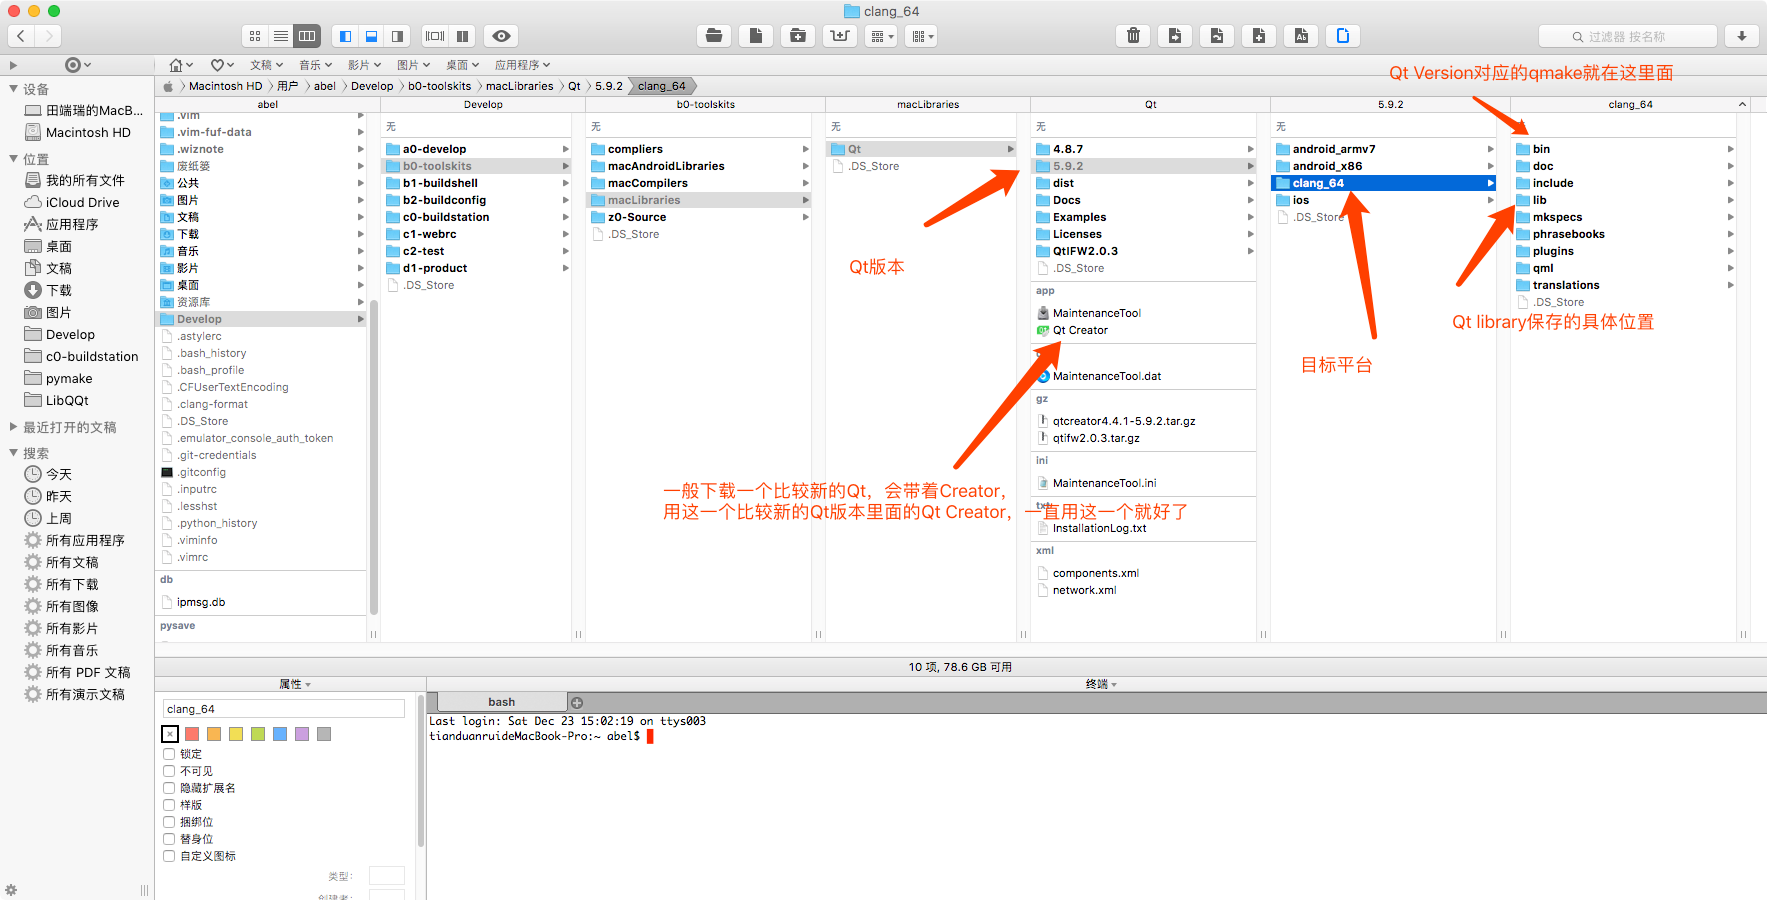 clang_64
过滤器 按名称
文稿
音乐
影片
图片
桌面
应用程序
Macintosh HD
用户
abel
Develop
b0-toolskits
macLibraries
Qt
5.9.2
clang_64
Qt Version对应的qmake就在这里面
设备
田端瑞的MacB...
Macintosh HD
位置
我的所有文件
iCloud Drive
应用程序
桌面
文稿
下载
图片
Develop
c0-buildstation
pymake
LibQQt
最近打开的文稿
搜索
今天
昨天
上周
所有应用程序
所有文稿
所有下载
所有图像
所有影片
所有音乐
所有 PDF 文稿
所有演示文稿
abel
.vim
.vim-fuf-data
.wiznote
废纸篓
公共
图片
文稿
下载
音乐
影片
桌面
资源库
Develop
.astylerc
.bash_history
.bash_profile
.CFUserTextEncoding
.clang-format
.DS_Store
.emulator_console_auth_token
.git-credentials
.gitconfig
.inputrc
.lesshst
.python_history
.viminfo
.vimrc
db
ipmsg.db
pysave
Develop
无
a0-develop
b0-toolskits
b1-buildshell
b2-buildconfig
c0-buildstation
c1-webrc
c2-test
d1-product
.DS_Store
b0-toolskits
无
compliers
macAndroidLibraries
macCompilers
macLibraries
z0-Source
.DS_Store
macLibraries
无
Qt
.DS_Store
Qt版本
Qt
无
4.8.7
5.9.2
dist
Docs
Examples
Licenses
QtIFW2.0.3
.DS_Store
app
MaintenanceTool
Qt Creator
MaintenanceTool.dat
gz
qtcreator4.4.1-5.9.2.tar.gz
qtifw2.0.3.tar.gz
ini
MaintenanceTool.ini
txt
InstallationLog.txt
xml
components.xml
network.xml
一般下载一个比较新的Qt，会带着Creator，
用这一个比较新的Qt版本里面的Qt Creator，一直用这一个就好了
5.9.2
无
android_armv7
android_x86
clang_64
ios
.DS_Store
目标平台
clang_64
bin
doc
include
lib
mkspecs
phrasebooks
plugins
qml
translations
.DS_Store
Qt library保存的具体位置
10 项, 78.6 GB 可用
属性
clang_64
锁定
不可见
隐藏扩展名
样版
捆绑位
替身位
自定义图标
类型:
创建者:
终端
bash
Last login: Sat Dec 23 15:02:19 on ttys003
tianduanruideMacBook-Pro:~ abel$